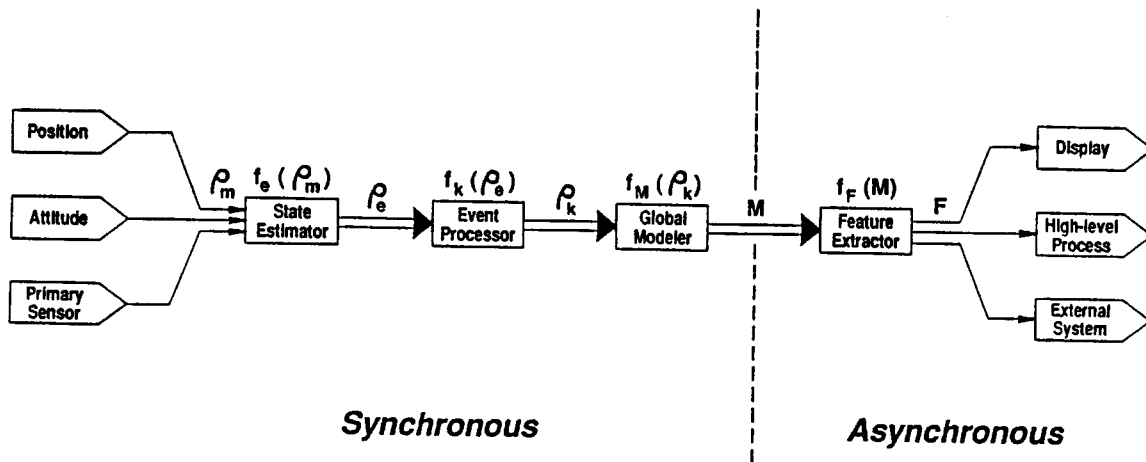 Position
Attitude
Primary
Sensor
ρm
fe (ρm)
State
Estimator
ρe
fk (ρe)
Event
Processor
ρk
fM (ρk)
Global
Modeler
M
fF (M)
Feature
Extractor
F
Display
High-level
Process
External
System
Synchronous
Asynchronous